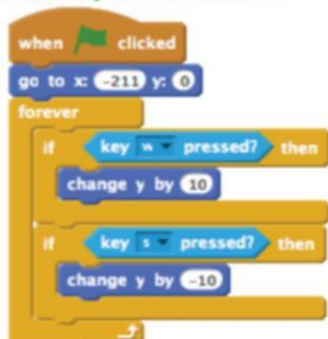 when clicked
go to x: -211 y: 0
forever
if key w pressed? then
change y by 10
if key s pressed? then
change y by -10